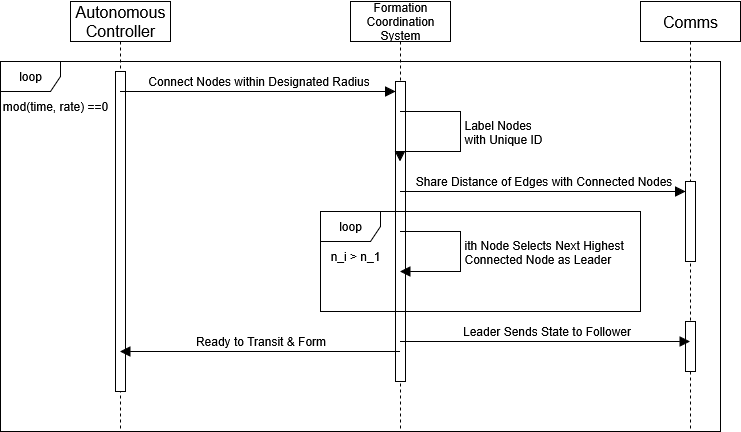 Autonomous
Controller
Formation
Coordination
System
Comms
loop
mod(time, rate) ==0
Connect Nodes within Designated Radius
Label Nodes
with Unique ID
Share Distance of Edges with Connected Nodes
loop
n_i > n_1
ith Node Selects Next Highest
Connected Node as Leader
Leader Sends State to Follower
Ready to Transit & Form